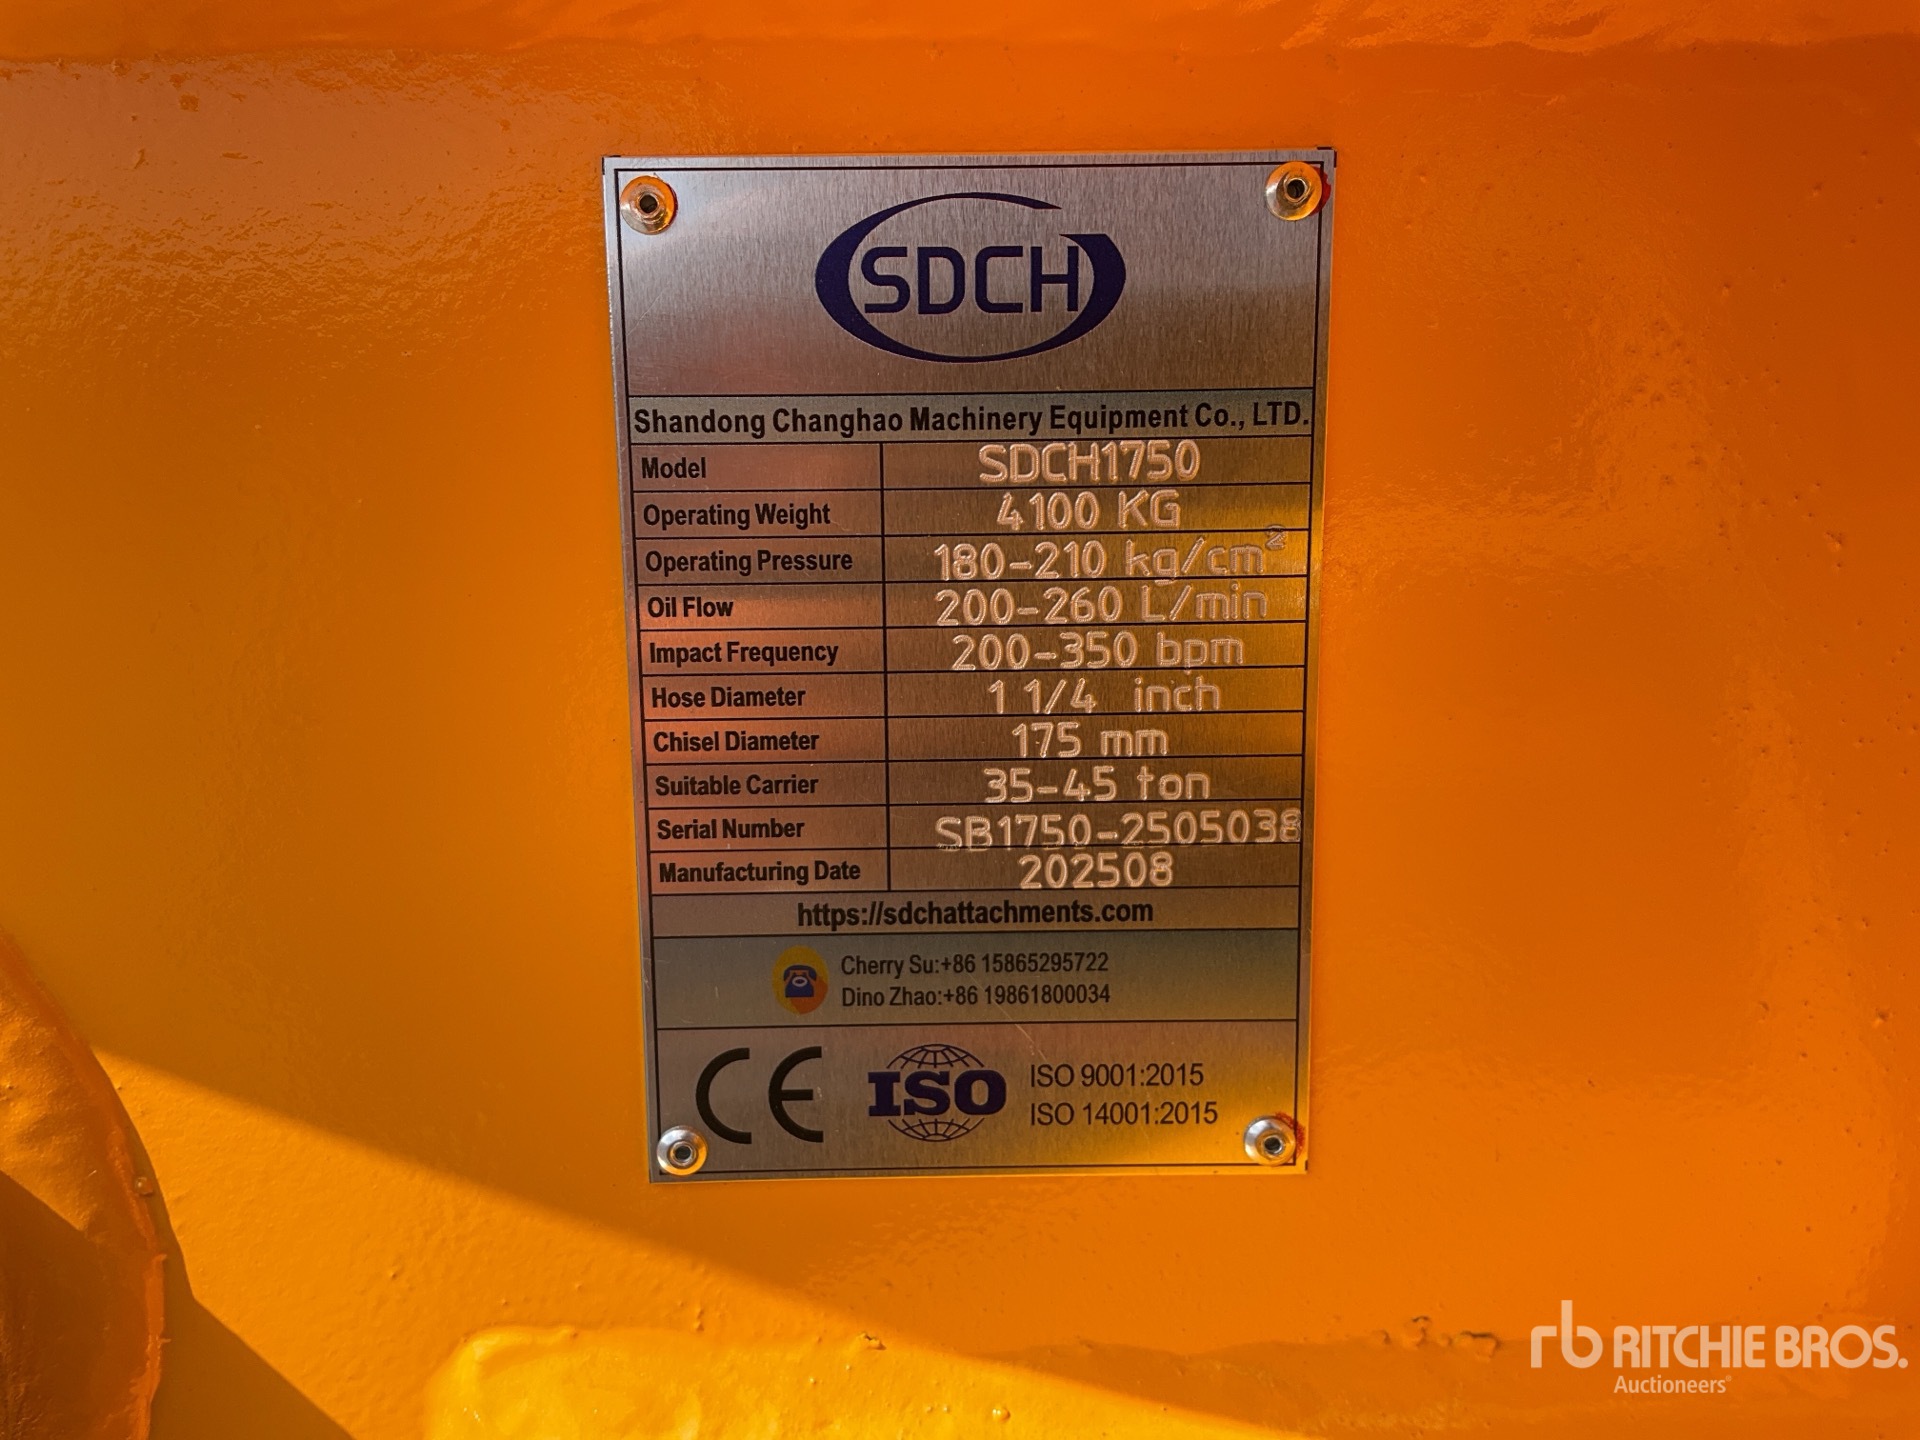 SDCH
Shandong Changhao Machinery Equipment Co., LTD.
Model SDCH1750
Operating Weight 4100 KG
Operating Pressure 180-210 kg/cm²
Oil Flow 200-260 L/min
Impact Frequency 200-350 bpm
Hose Diameter 1 1/4 inch
Chisel Diameter 175 mm
Suitable Carrier 35-45 ton
Serial Number SB1750-2505038
Manufacturing Date 202508
https://sdchattachments.com
Cherry Su:+86 15865295722
Dino Zhao:+86 19861800034
CE ISO ISO 9001:2015
ISO 14001:2015
rb RITCHIE BROS.
Auctioneers®